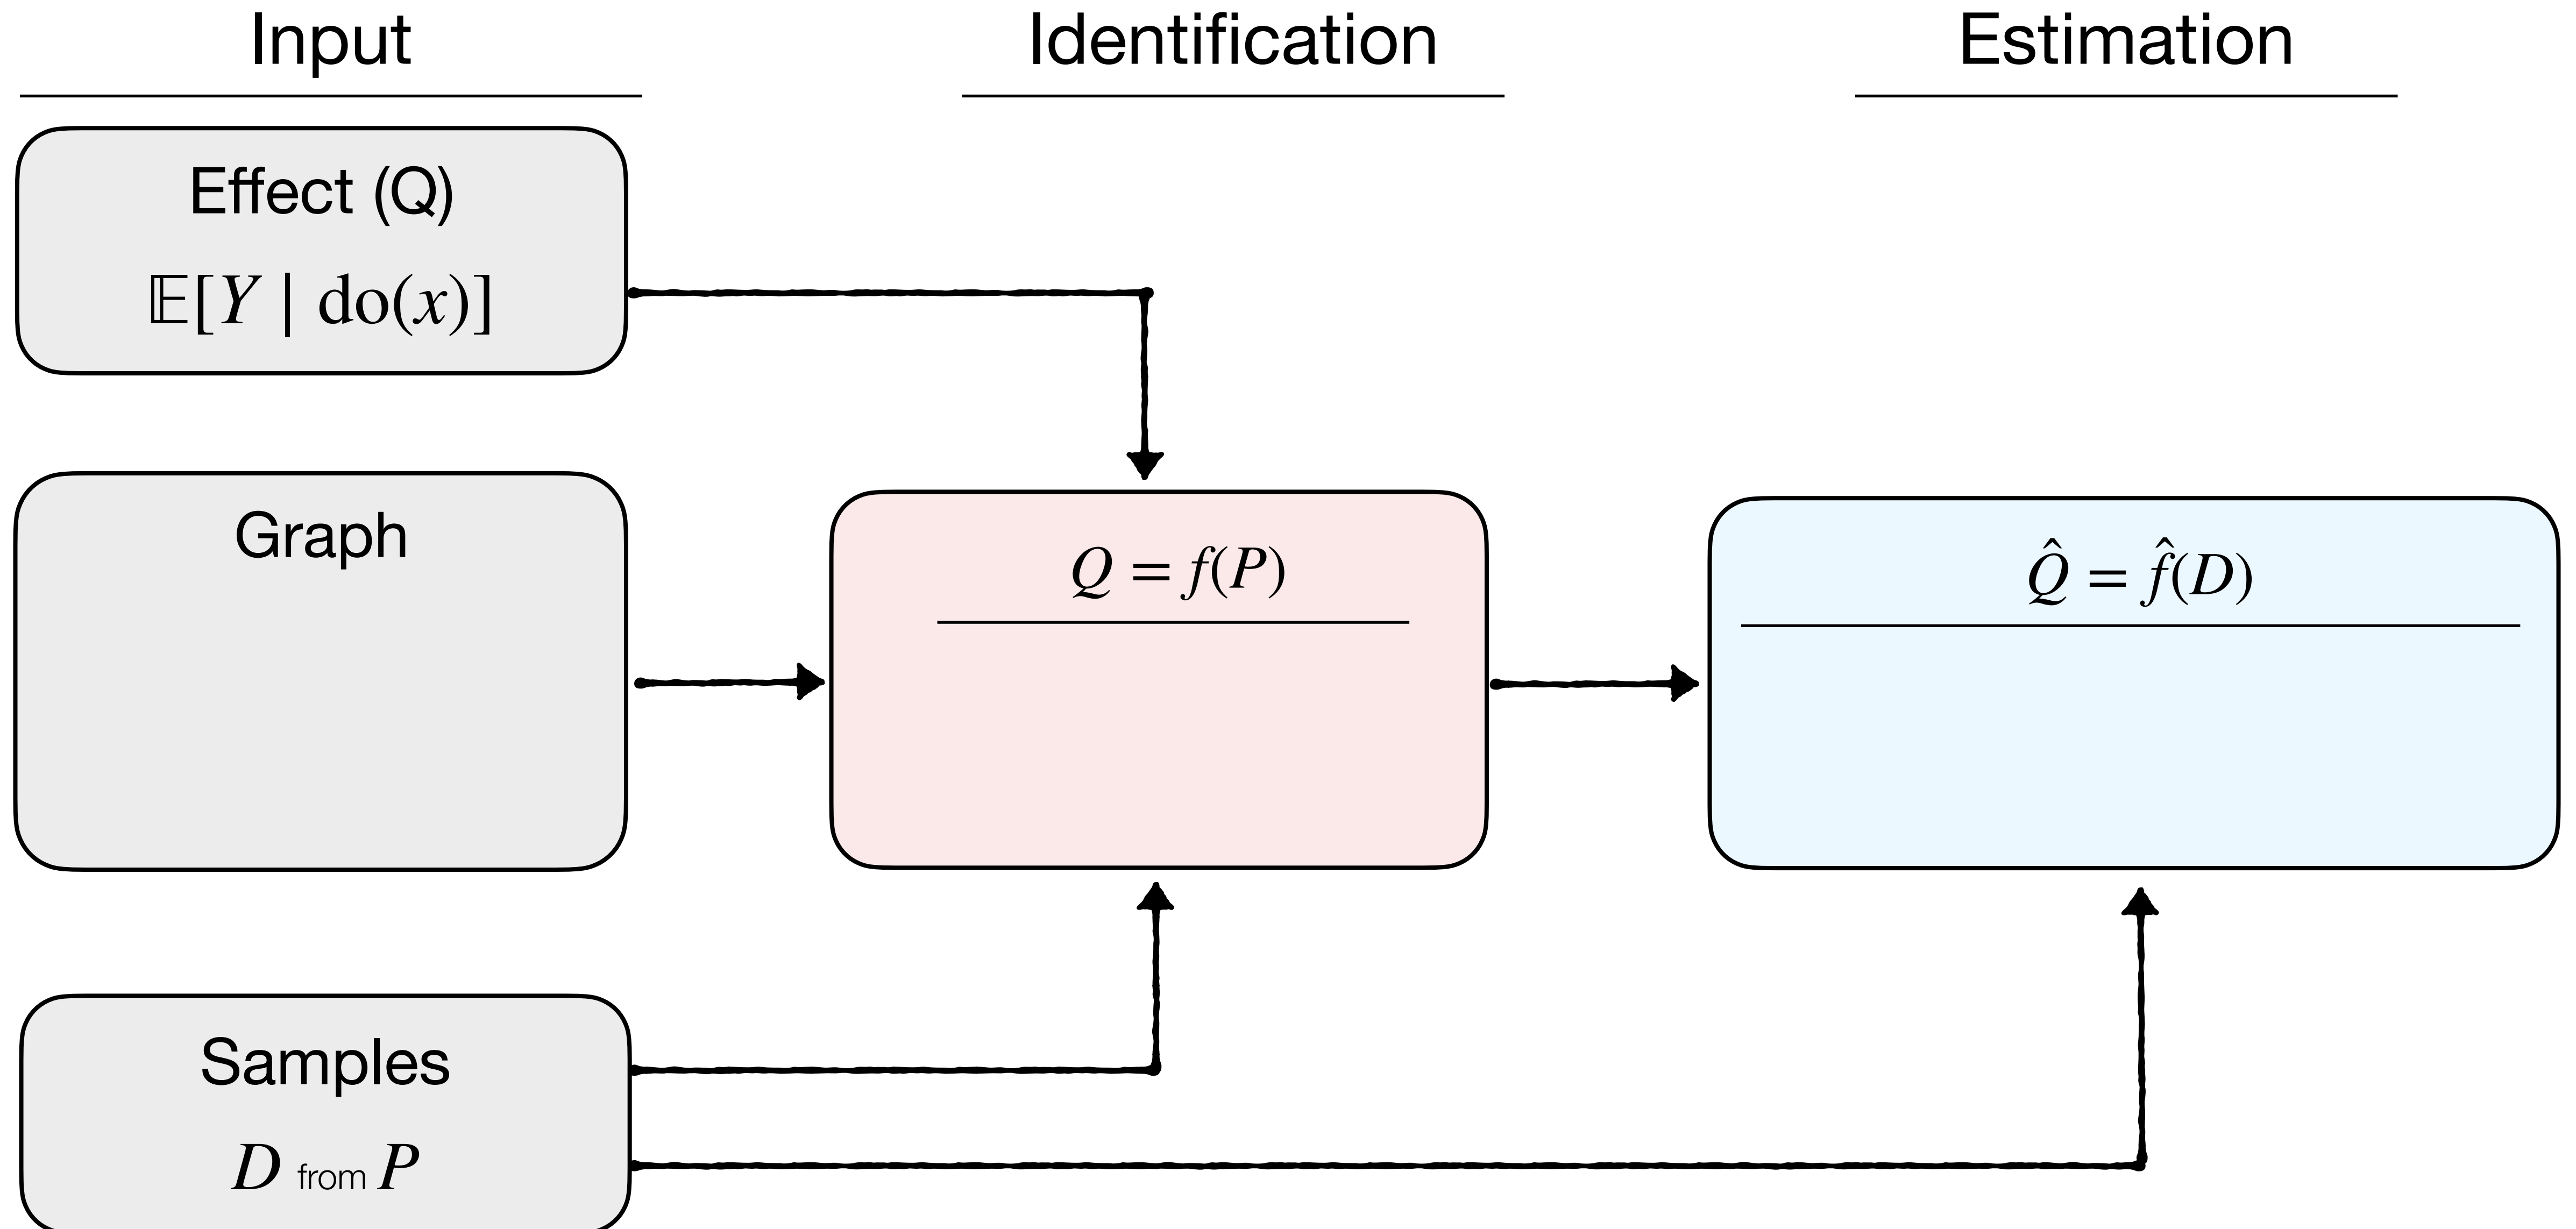 Input
Identification
Estimation
Effect (Q)
𝔼[Y | do(x)]
Graph
Q = f(P)
Q̂ = f̂(D)
Samples
D from P